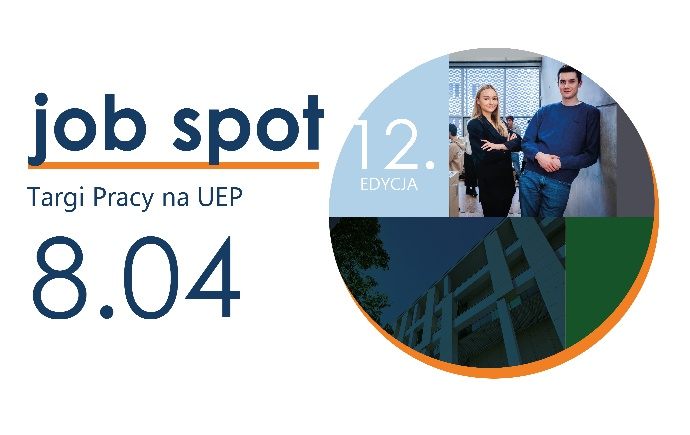 job spot
Targi Pracy na UEP
8.04
12.
EDYCJA